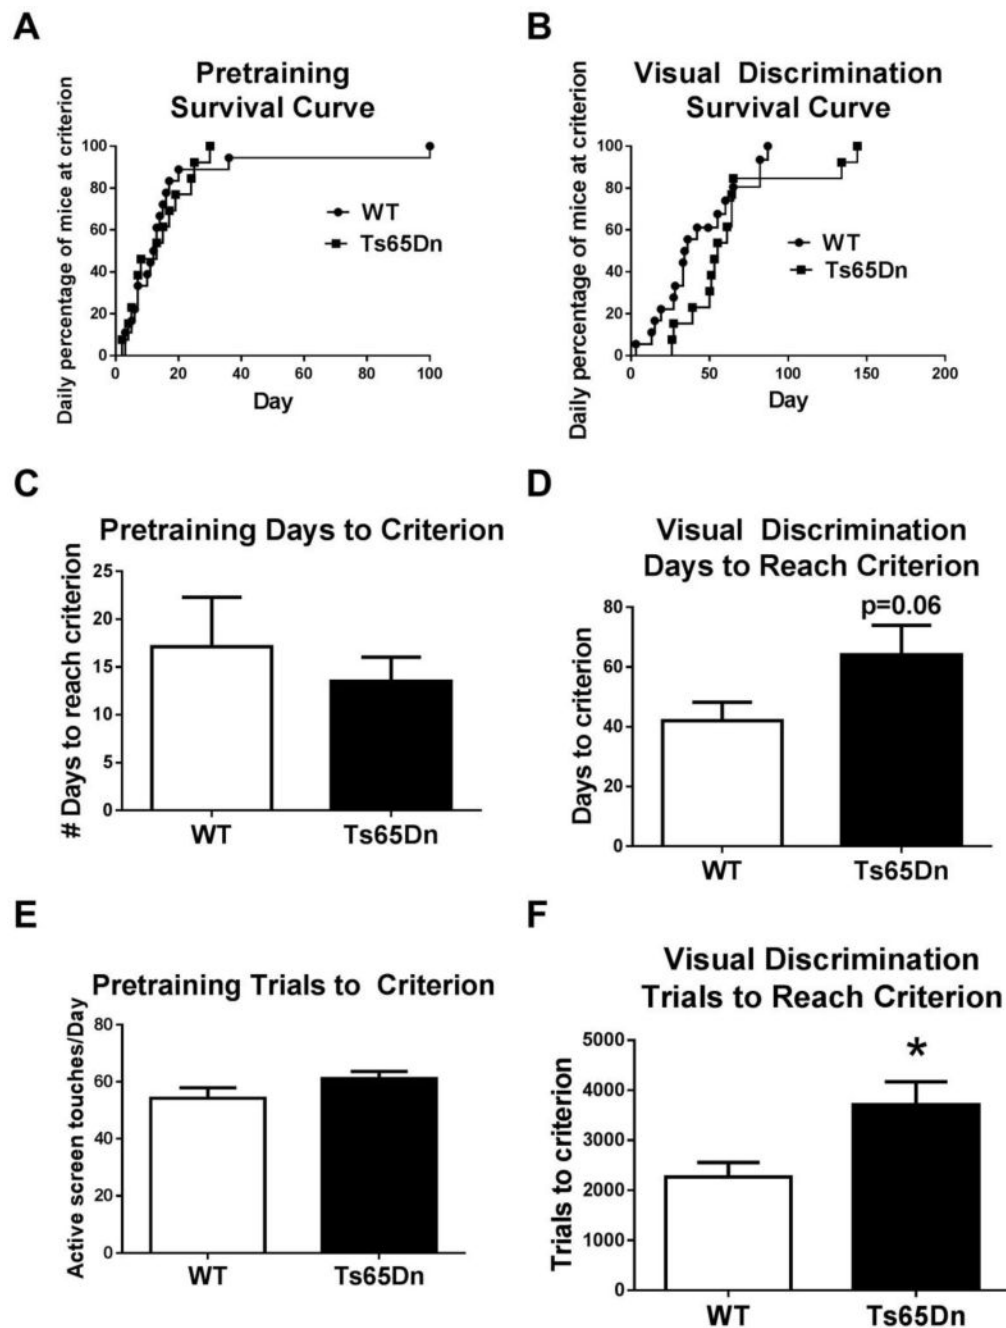 A
Pretraining
Survival Curve
Daily percentage of mice at criterion
100
80
60
40
20
0
WT
Ts65Dn
0 20 40 60 80 100
Day
B
Visual Discrimination
Survival Curve
Daily percentage of mice at criterion
100
80
60
40
20
0
WT
Ts65Dn
0 50 100 150 200
Day
C
Pretraining Days to Criterion
# Days to reach criterion
25
20
15
10
5
0
WT Ts65Dn
D
Visual Discrimination
Days to Reach Criterion
p=0.06
Days to criterion
80
60
40
20
0
WT Ts65Dn
E
Pretraining Trials to Criterion
Active screen touches/Day
80
60
40
20
0
WT Ts65Dn
F
Visual Discrimination
Trials to Reach Criterion
*
Trials to criterion
5000
4000
3000
2000
1000
0
WT Ts65Dn